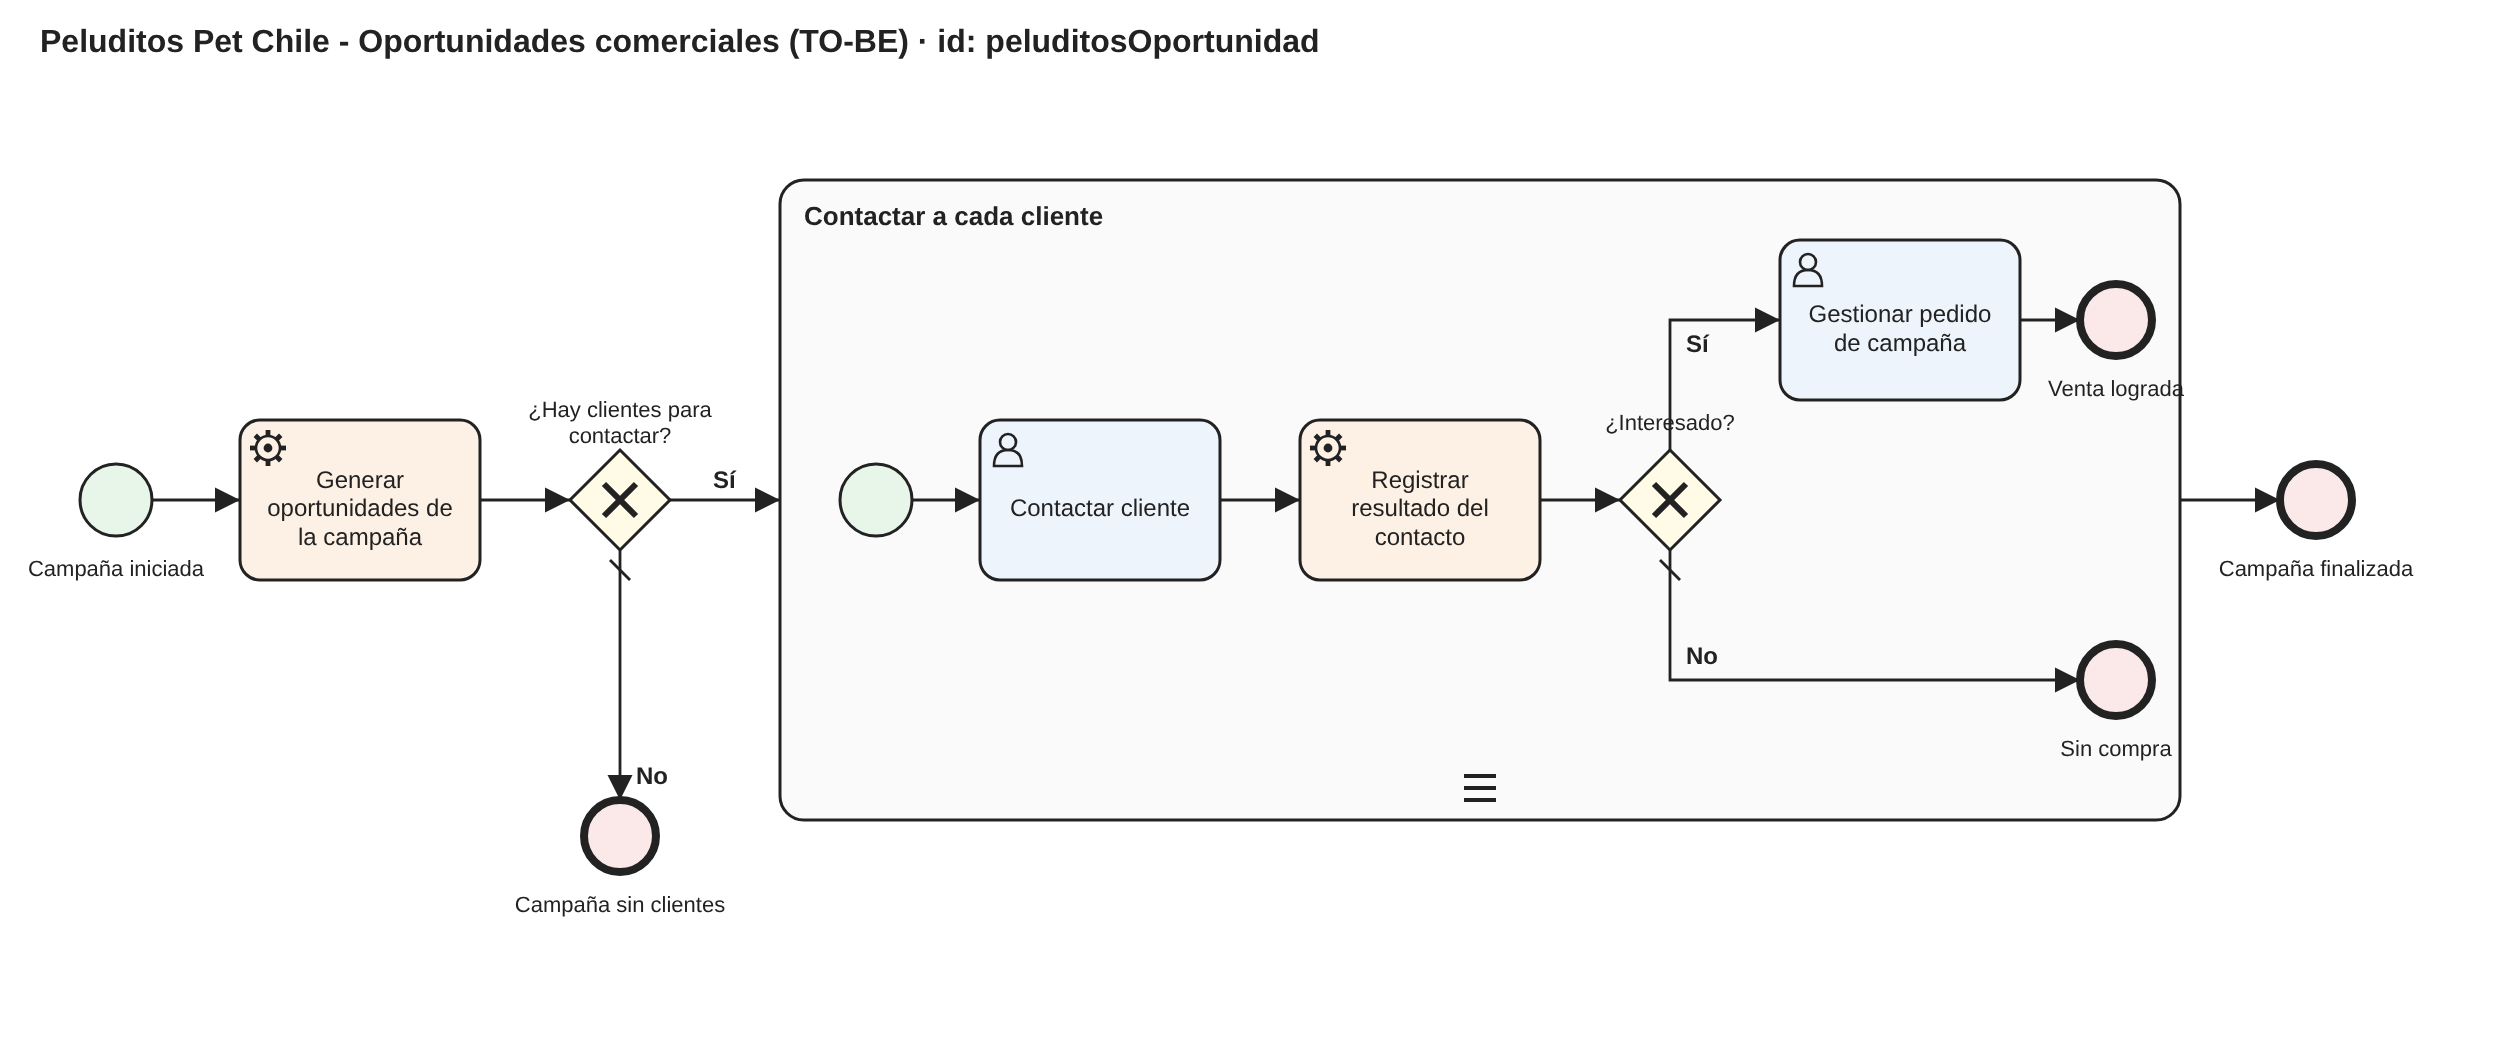 Peluditos Pet Chile - Oportunidades comerciales (TO-BE) · id: peluditosOportunidad
Campaña iniciada
Generar
oportunidades de
la campaña
¿Hay clientes para
contactar?
Sí
No
Campaña sin clientes
Contactar a cada cliente
Contactar cliente
Registrar
resultado del
contacto
¿Interesado?
Sí
Gestionar pedido
de campaña
Venta lograda
No
Sin compra
Campaña finalizada